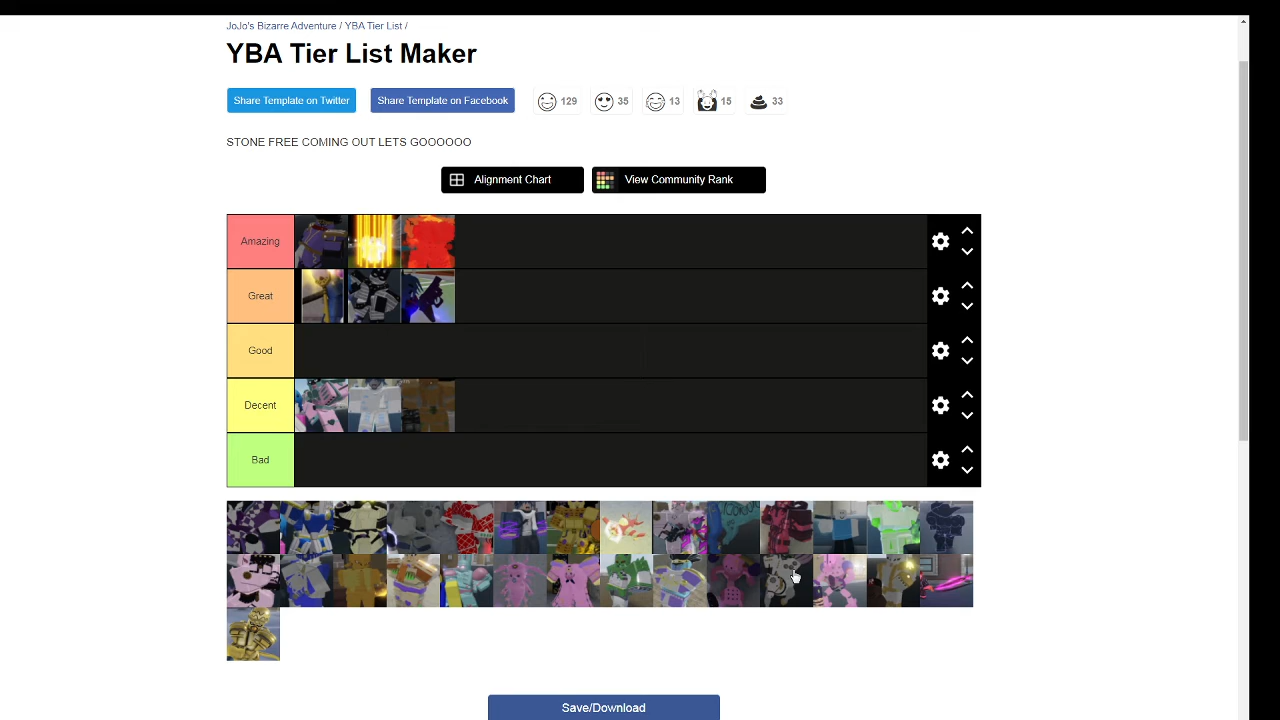 JoJo's Bizarre Adventure / YBA Tier List /
YBA Tier List Maker
Share Template on Twitter
Share Template on Facebook
129
35
13
15
33
STONE FREE COMING OUT LETS GOOOOOO
Alignment Chart
View Community Rank
Amazing
Great
Good
Decent
Bad
Save/Download